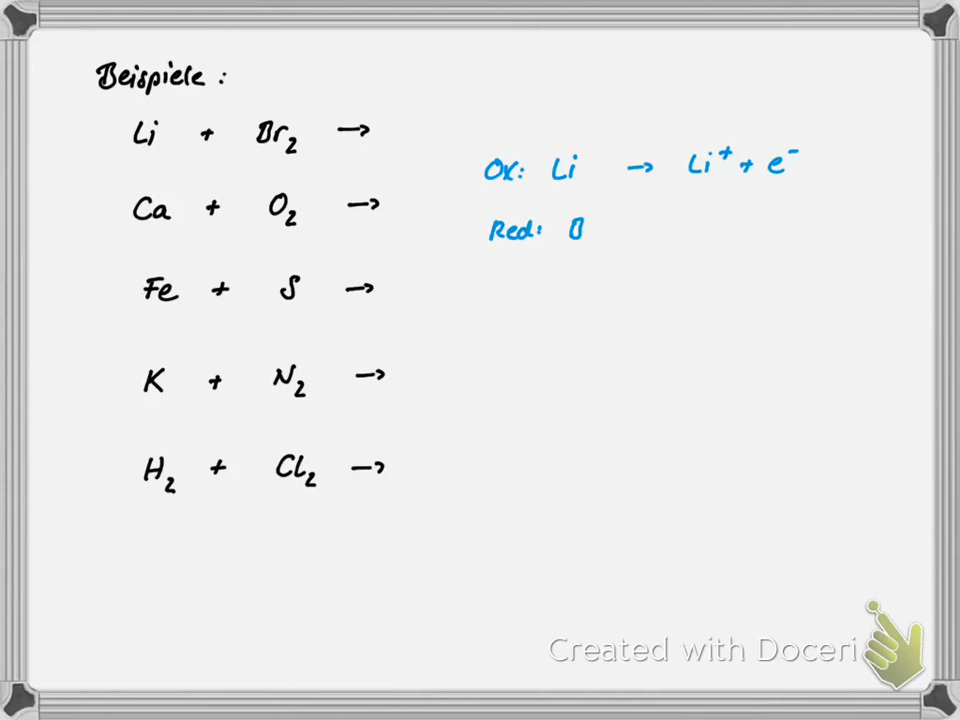 Beispiele :
Li + Br₂ →
Ox: Li → Li⁺ + e⁻
Ca + O₂ →
Red: B
Fe + S →
K + N₂ →
H₂ + Cl₂ →
Created with Doceri